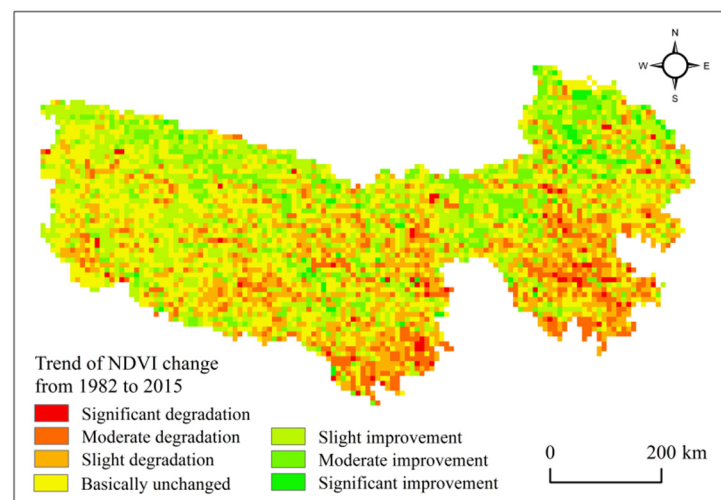 N
W E
S
Trend of NDVI change
from 1982 to 2015
Significant degradation
Moderate degradation
Slight degradation
Basically unchanged
Slight improvement
Moderate improvement
Significant improvement
0 200 km